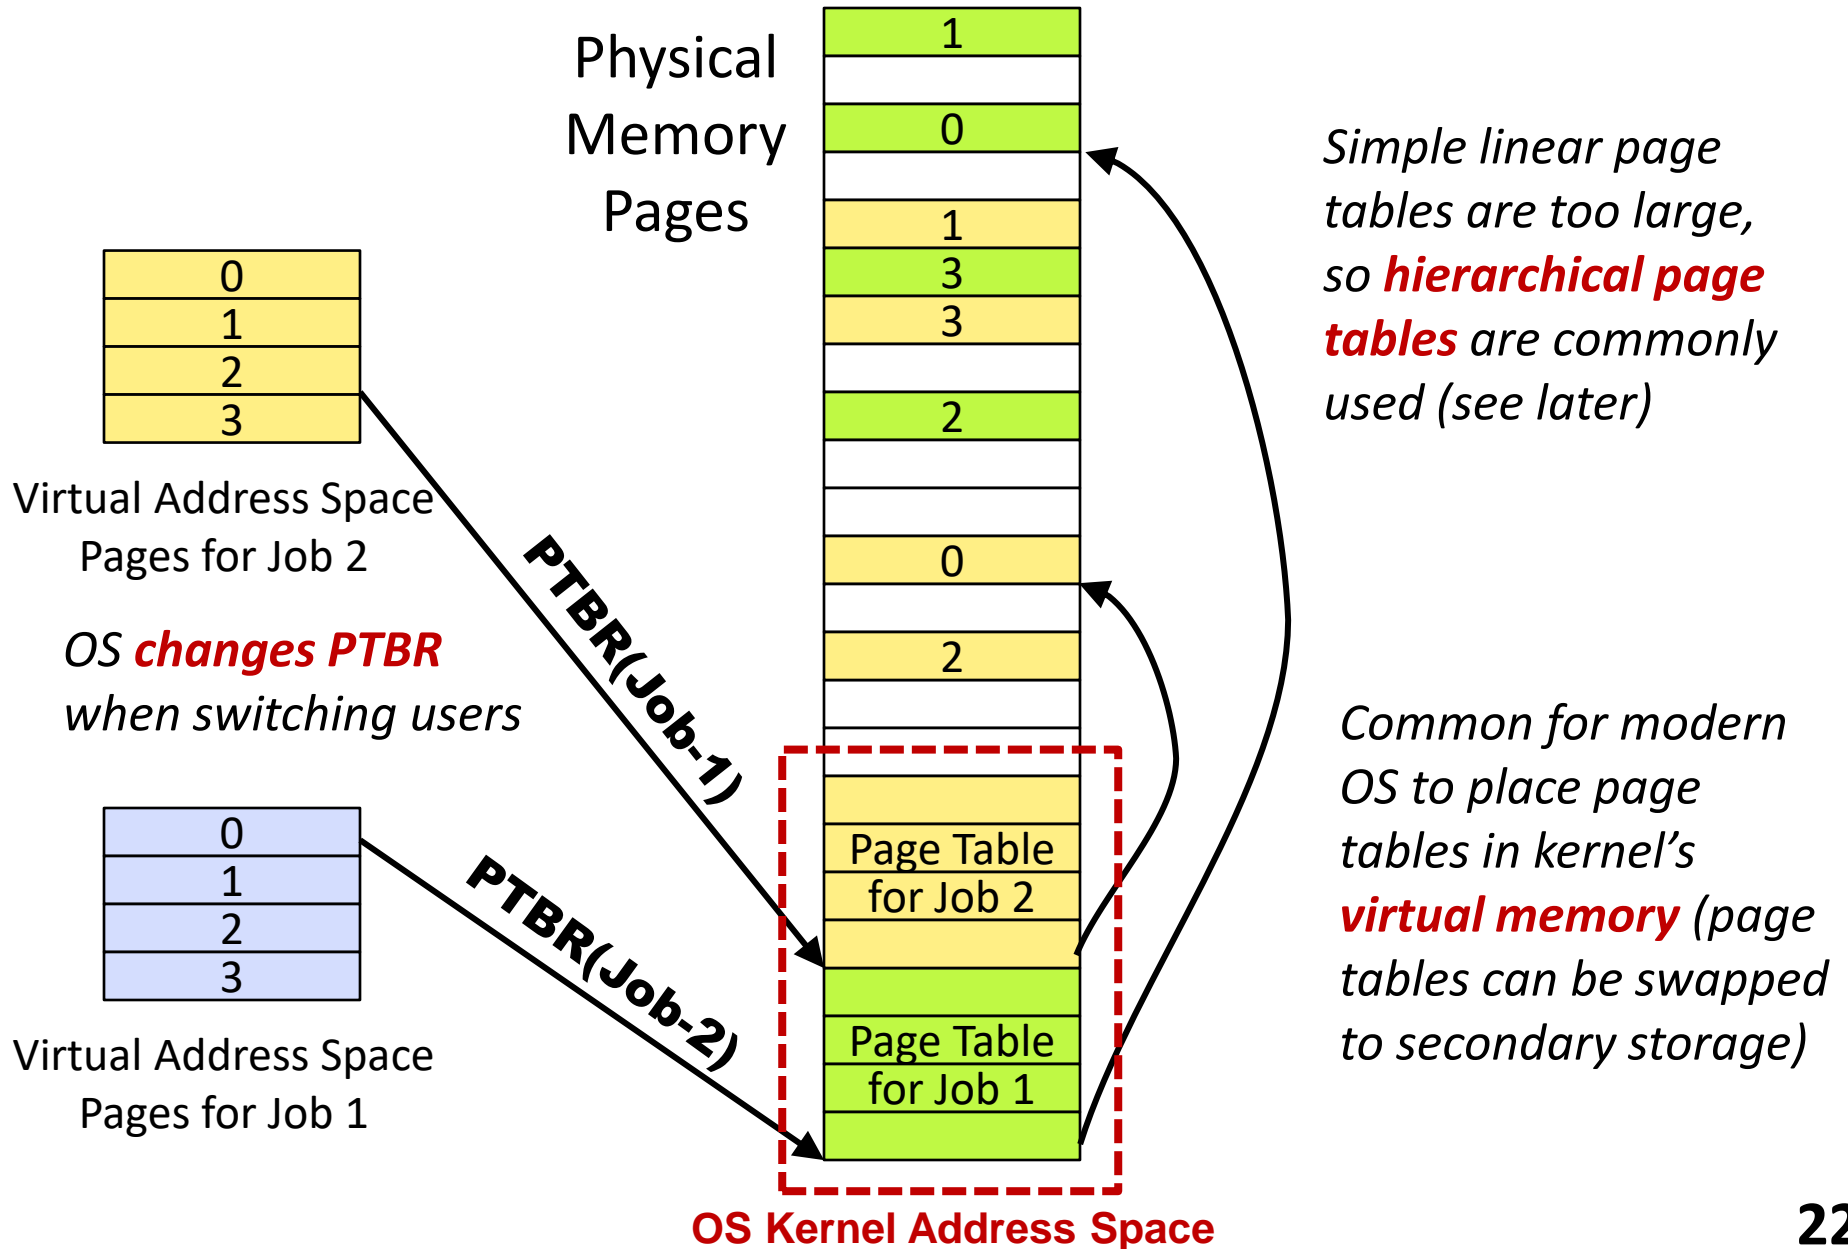 Physical
Memory
Pages
1
0
1
3
3
2
0
2
Page Table
for Job 2
Page Table
for Job 1
OS Kernel Address Space
0
1
2
3
Virtual Address Space
Pages for Job 2
OS changes PTBR
when switching users
0
1
2
3
Virtual Address Space
Pages for Job 1
PTBR(Job-1)
PTBR(Job-2)
Simple linear page
tables are too large,
so hierarchical page
tables are commonly
used (see later)
Common for modern
OS to place page
tables in kernel’s
virtual memory (page
tables can be swapped
to secondary storage)
22